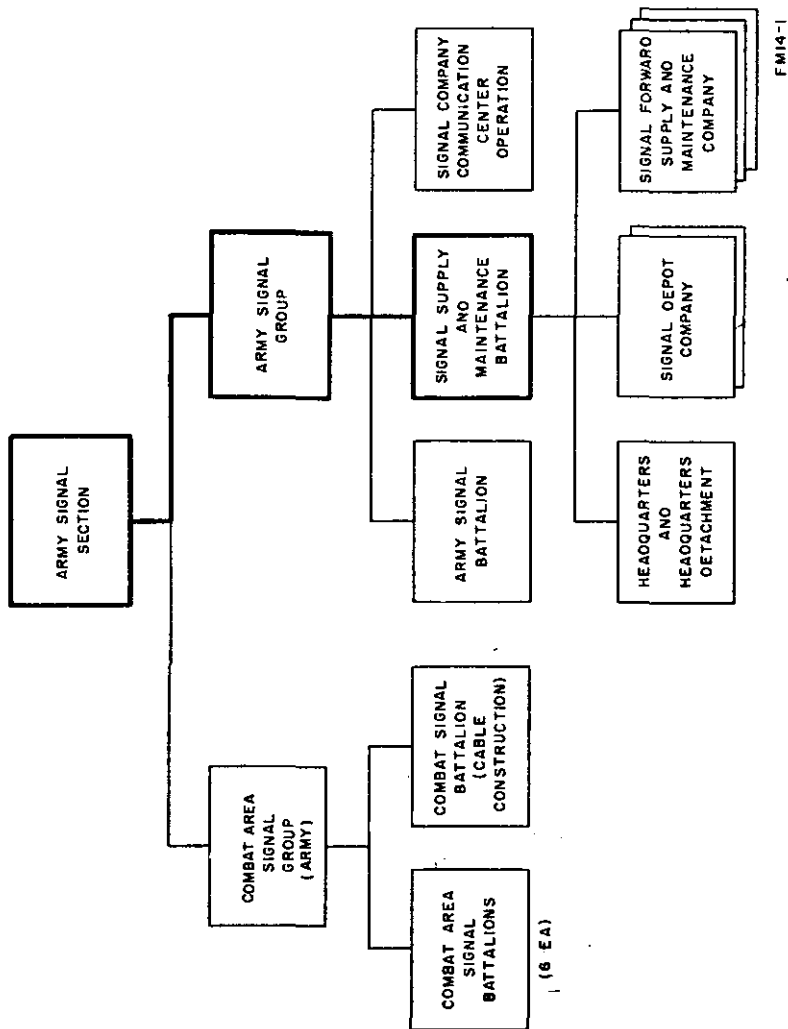 ARMY SIGNAL
SECTION
COMBAT AREA
SIGNAL
GROUP
(ARMY)
ARMY SIGNAL
GROUP
COMBAT AREA
SIGNAL
BATTALIONS
(6 EA)
COMBAT SIGNAL
BATTALION
(CABLE
CONSTRUCTION)
ARMY SIGNAL
BATTALION
SIGNAL SUPPLY
AND
MAINTENANCE
BATTALION
SIGNAL COMPANY
COMMUNICATION
CENTER
OPERATION
HEADQUARTERS
AND
HEADQUARTERS
DETACHMENT
SIGNAL DEPOT
COMPANY
SIGNAL FORWARD
SUPPLY AND
MAINTENANCE
COMPANY
FM14-1